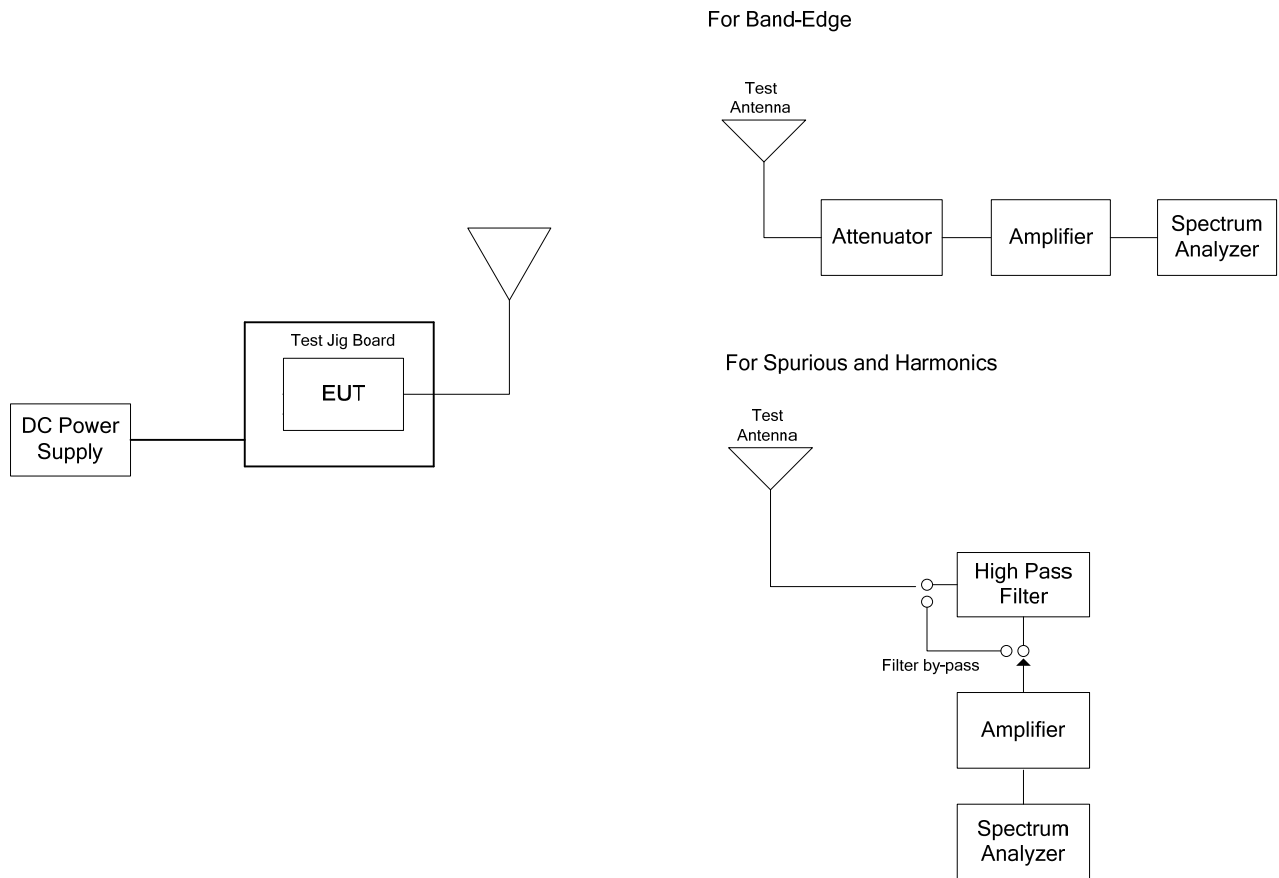 For Band-Edge
Test
Antenna
Attenuator
Amplifier
Spectrum
Analyzer
Test Jig Board
EUT
DC Power
Supply
For Spurious and Harmonics
Test
Antenna
High Pass
Filter
Filter by-pass
Amplifier
Spectrum
Analyzer